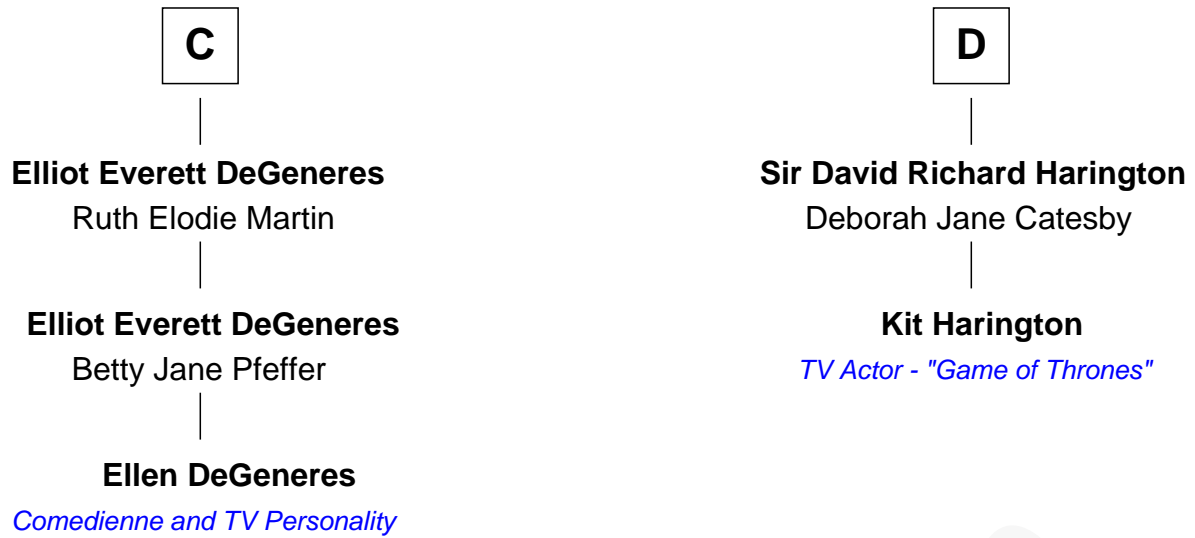 C
Elliot Everett DeGeneres
Ruth Elodie Martin
Elliot Everett DeGeneres
Betty Jane Pfeffer
Ellen DeGeneres
Comedienne and TV Personality
D
Sir David Richard Harington
Deborah Jane Catesby
Kit Harington
TV Actor - "Game of Thrones"